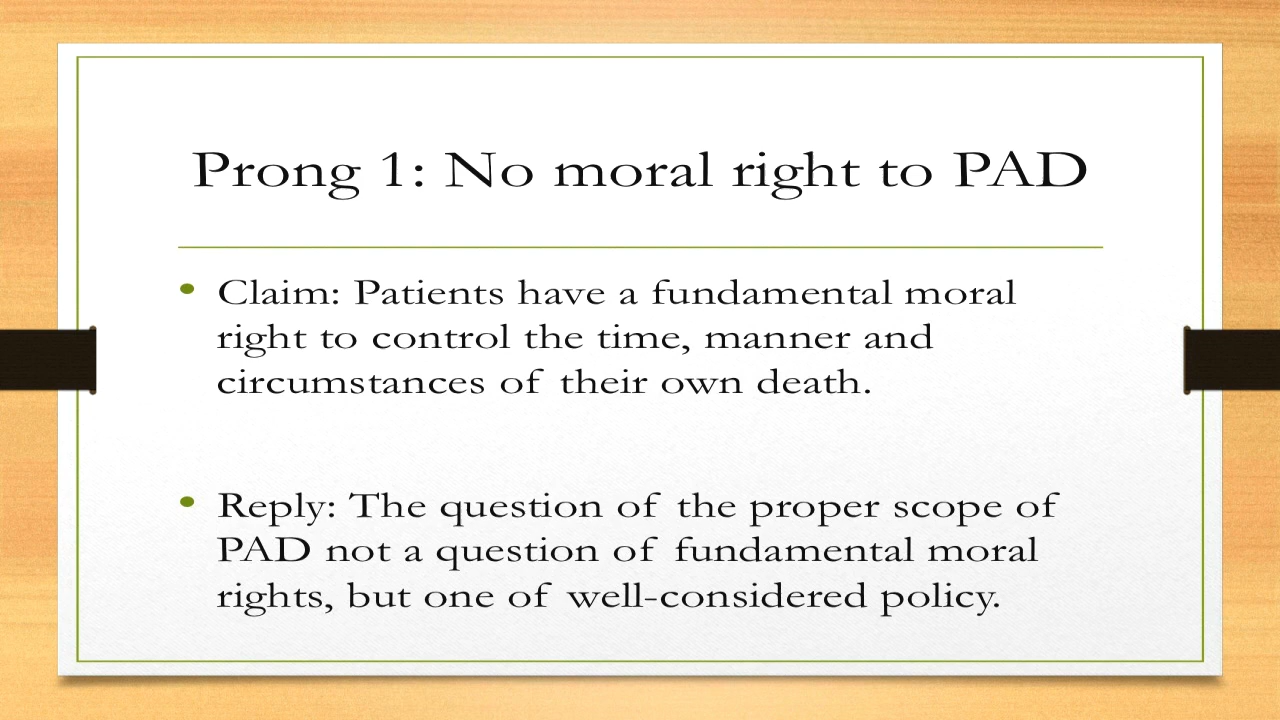 Prong 1: No moral right to PAD
• Claim: Patients have a fundamental moral
right to control the time, manner and
circumstances of their own death.
• Reply: The question of the proper scope of
PAD not a question of fundamental moral
rights, but one of well-considered policy.